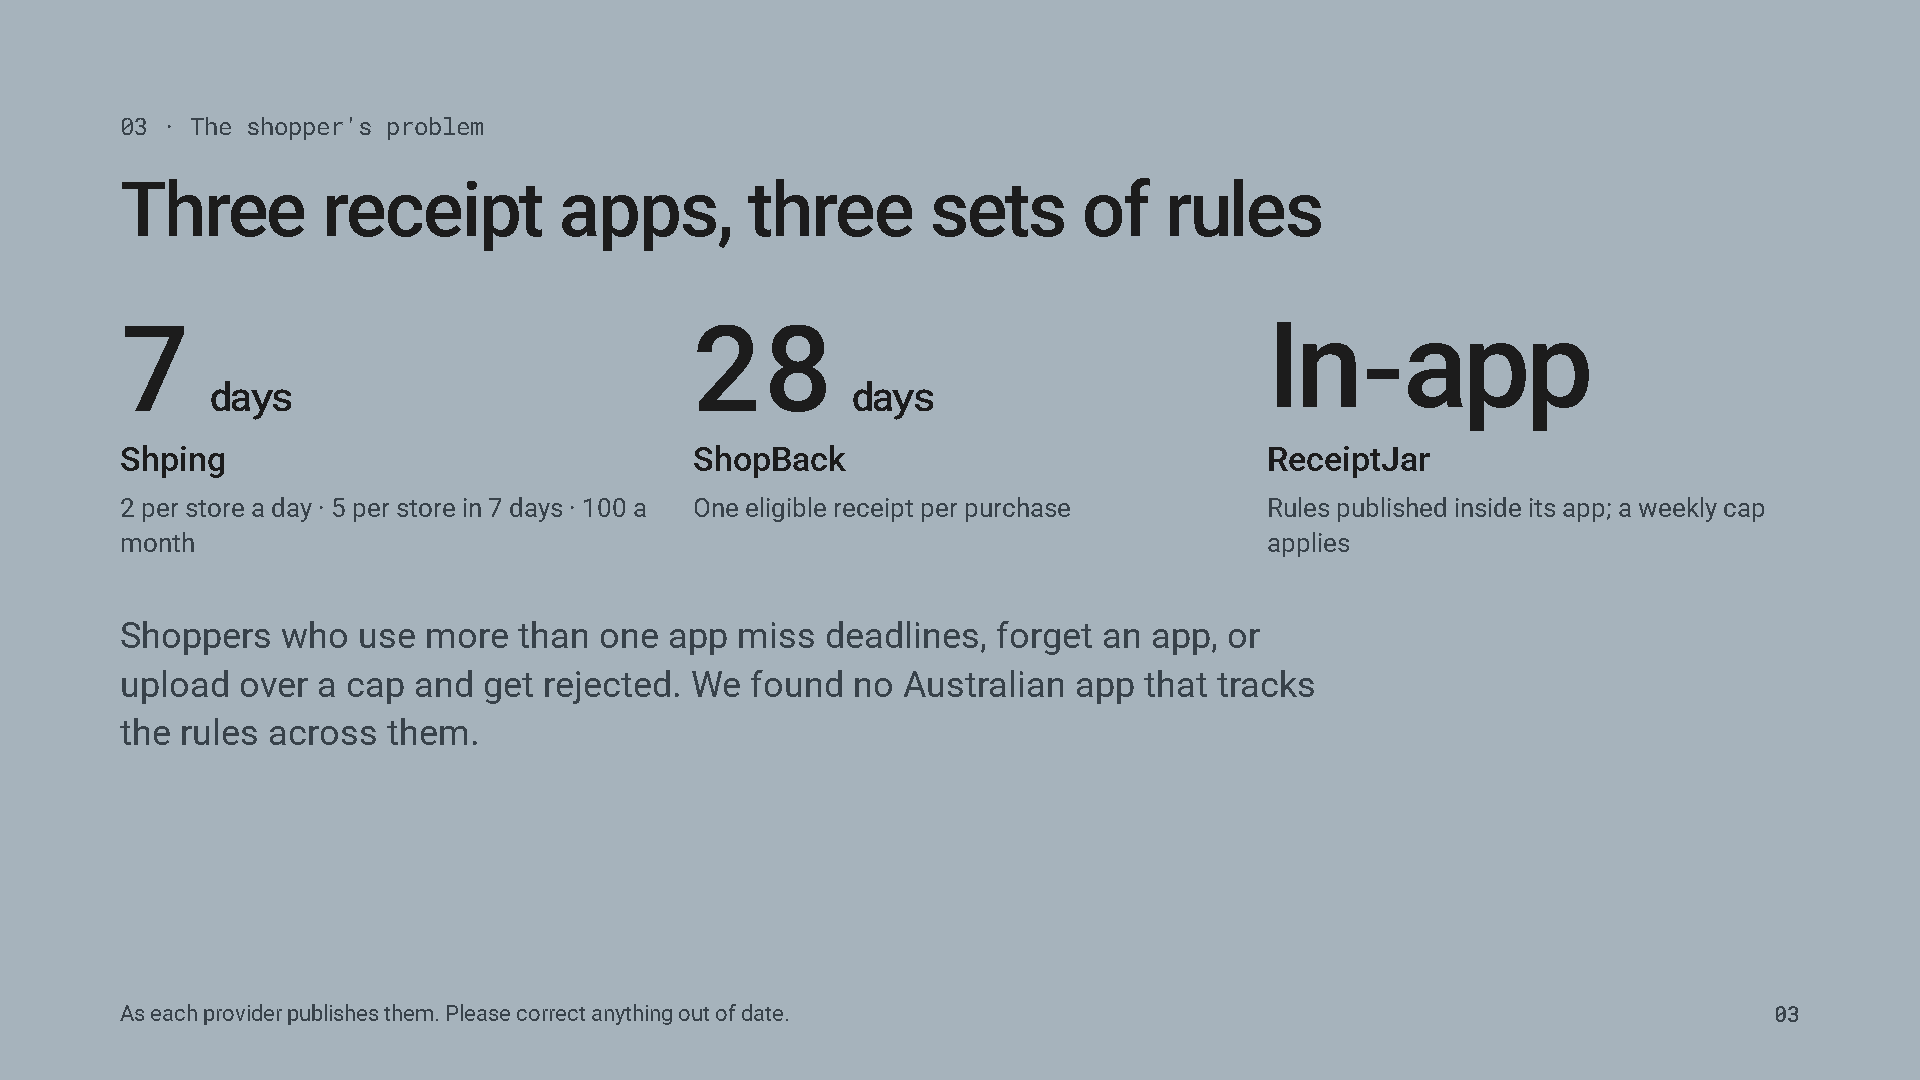 03 · The shopper's problem
Three receipt apps, three sets of rules
7 days
Shping
2 per store a day · 5 per store in 7 days · 100 a
month
28 days
ShopBack
One eligible receipt per purchase
In-app
ReceiptJar
Rules published inside its app; a weekly cap
applies
Shoppers who use more than one app miss deadlines, forget an app, or
upload over a cap and get rejected. We found no Australian app that tracks
the rules across them.
As each provider publishes them. Please correct anything out of date.
03